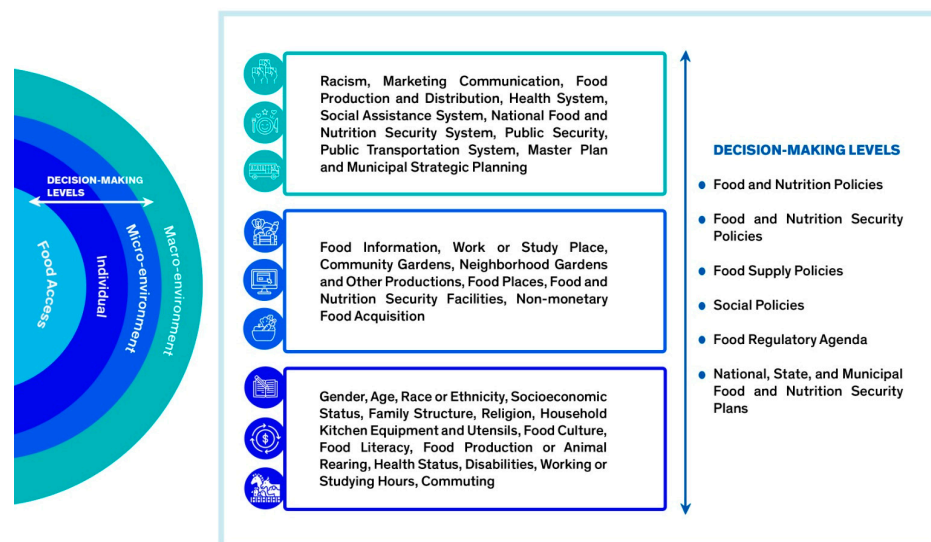 DECISION-MAKING
LEVELS
Food Access
Individual
Micro-environment
Macro-environment
Racism, Marketing Communication, Food
Production and Distribution, Health System,
Social Assistance System, National Food and
Nutrition Security System, Public Security,
Public Transportation System, Master Plan
and Municipal Strategic Planning
Food Information, Work or Study Place,
Community Gardens, Neighborhood Gardens
and Other Productions, Food Places, Food and
Nutrition Security Facilities, Non-monetary
Food Acquisition
Gender, Age, Race or Ethnicity, Socioeconomic
Status, Family Structure, Religion, Household
Kitchen Equipment and Utensils, Food Culture,
Food Literacy, Food Production or Animal
Rearing, Health Status, Disabilities, Working or
Studying Hours, Commuting
DECISION-MAKING LEVELS
• Food and Nutrition Policies
• Food and Nutrition Security
Policies
• Food Supply Policies
• Social Policies
• Food Regulatory Agenda
• National, State, and Municipal
Food and Nutrition Security
Plans